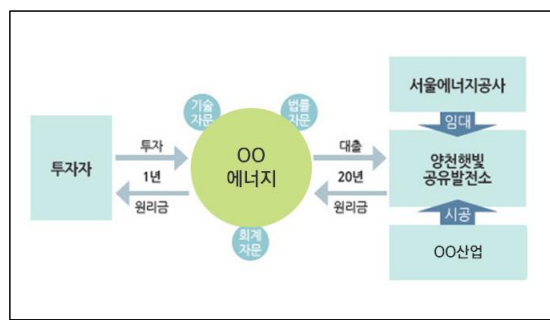 서울에너지공사
기술
자문
법률
자문
임대
투자자
투자
1년
원리금
OO
에너지
대출
20년
원리금
양천햇빛
공유발전소
회계
자문
시공
OO산업